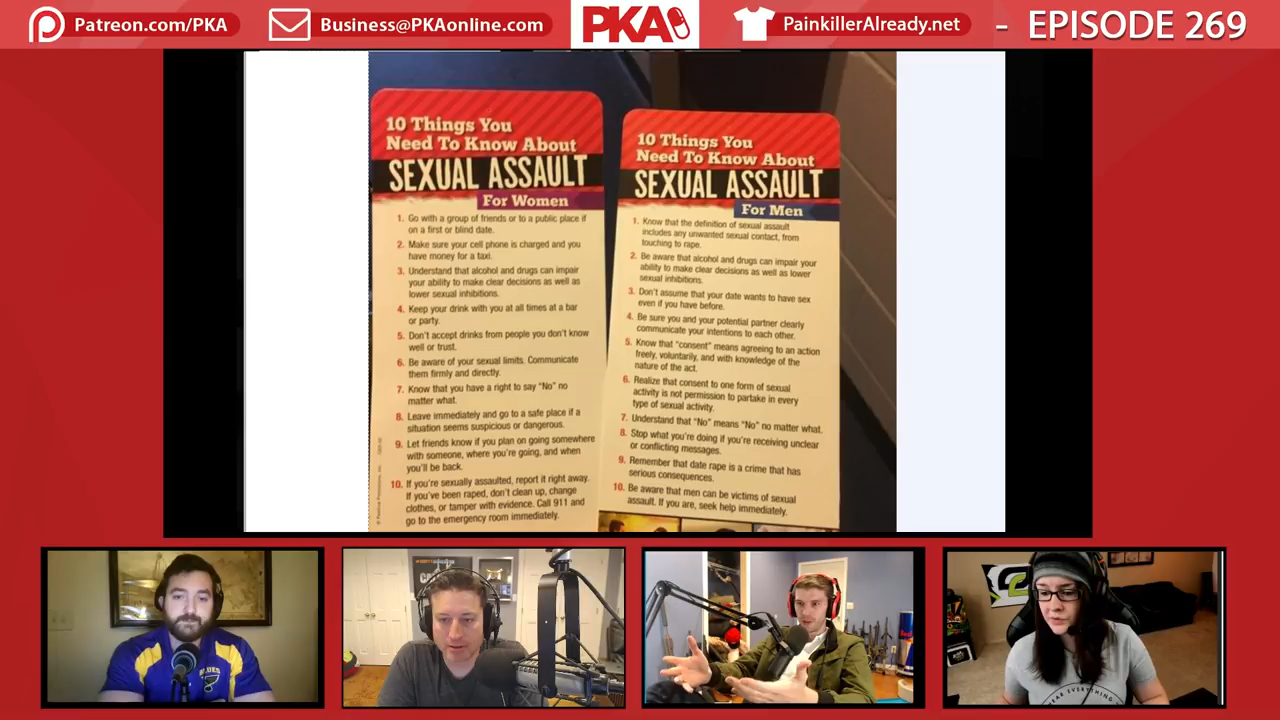 Patreon.com/PKA
Business@PKAonline.com
PKA
PainkillerAlready.net
- EPISODE 269
10 Things You
Need To Know About
SEXUAL ASSAULT
For Women
1. Go with a group of friends or to a public place if
on a first or blind date.
2. Make sure your cell phone is charged and you
have money for a taxi.
3. Understand that alcohol and drugs can impair
your ability to make clear decisions as well as
lower sexual inhibitions.
4. Keep your drink with you at all times at a bar
or party.
5. Don't accept drinks from people you don't know
well or trust.
6. Be aware of your sexual limits. Communicate
them firmly and directly.
7. Know that you have a right to say "No" no
matter what.
8. Leave immediately and go to a safe place if a
situation seems suspicious or dangerous.
9. Let friends know if you plan on going somewhere
with someone, where you're going, and when
you'll be back.
10. If you're sexually assaulted, report it right away.
If you've been raped, don't clean up, change
clothes, or tamper with evidence. Call 911 and
go to the emergency room immediately.
10 Things You
Need To Know About
SEXUAL ASSAULT
For Men
1. Know that the definition of sexual assault
includes any unwanted sexual contact, from
touching to rape.
2. Be aware that alcohol and drugs can impair your
ability to make clear decisions as well as lower
sexual inhibitions.
3. Don't assume that your date wants to have sex
even if you have before.
4. Be sure you and your potential partner clearly
communicate your intentions to each other.
5. Know that "consent" means agreeing to an action
freely, voluntarily, and with knowledge of the
nature of the act.
6. Realize that consent to one form of sexual
activity is not permission to partake in every
type of sexual activity.
7. Understand that "No" means "No" no matter what.
8. Stop what you're doing if you're receiving unclear
or conflicting messages.
9. Remember that date rape is a crime that has
serious consequences.
10. Be aware that men can be victims of sexual
assault. If you are, seek help immediately.
BLUES